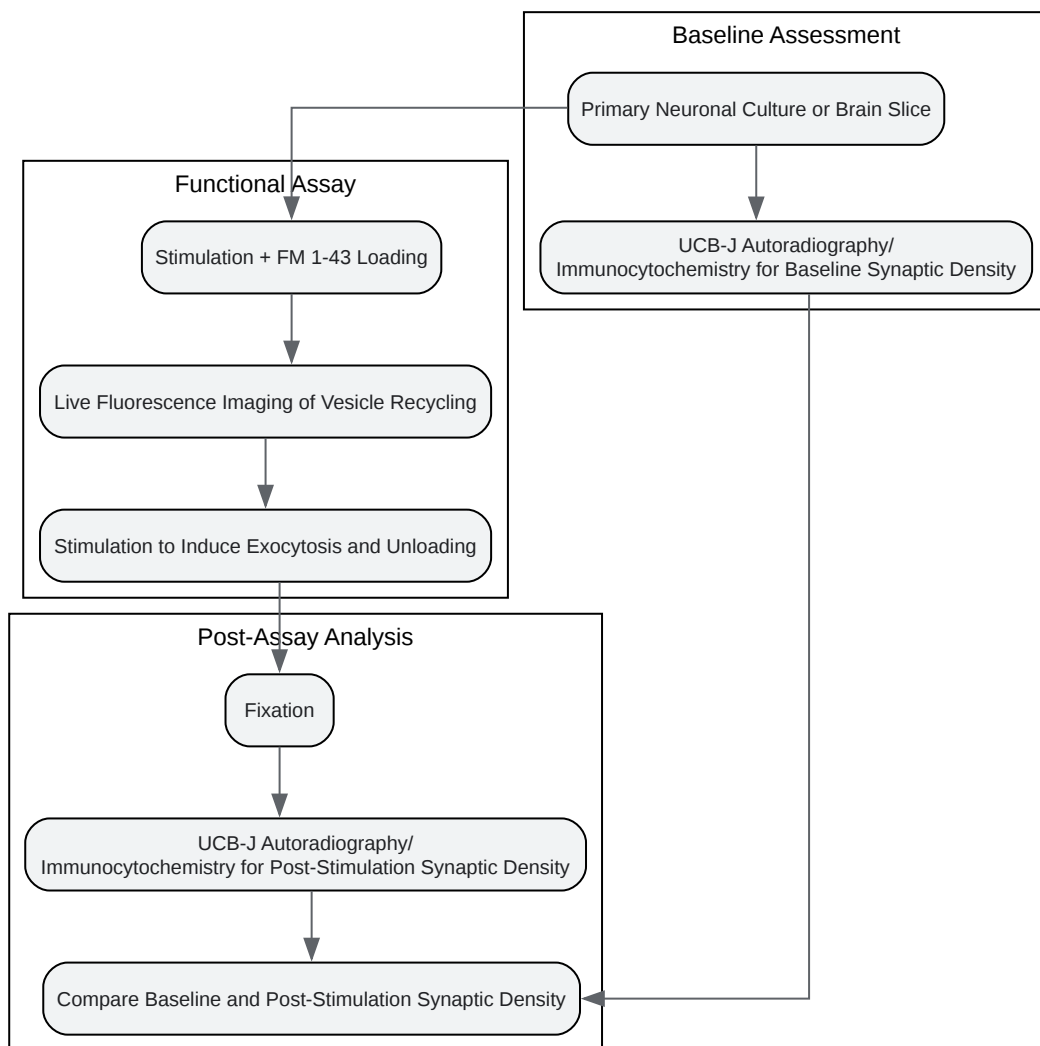 Baseline Assessment
Primary Neuronal Culture or Brain Slice
UCB-J Autoradiography/
Immunocytochemistry for Baseline Synaptic Density
Functional Assay
Stimulation + FM 1-43 Loading
Live Fluorescence Imaging of Vesicle Recycling
Stimulation to Induce Exocytosis and Unloading
Post-Assay Analysis
Fixation
UCB-J Autoradiography/
Immunocytochemistry for Post-Stimulation Synaptic Density
Compare Baseline and Post-Stimulation Synaptic Density